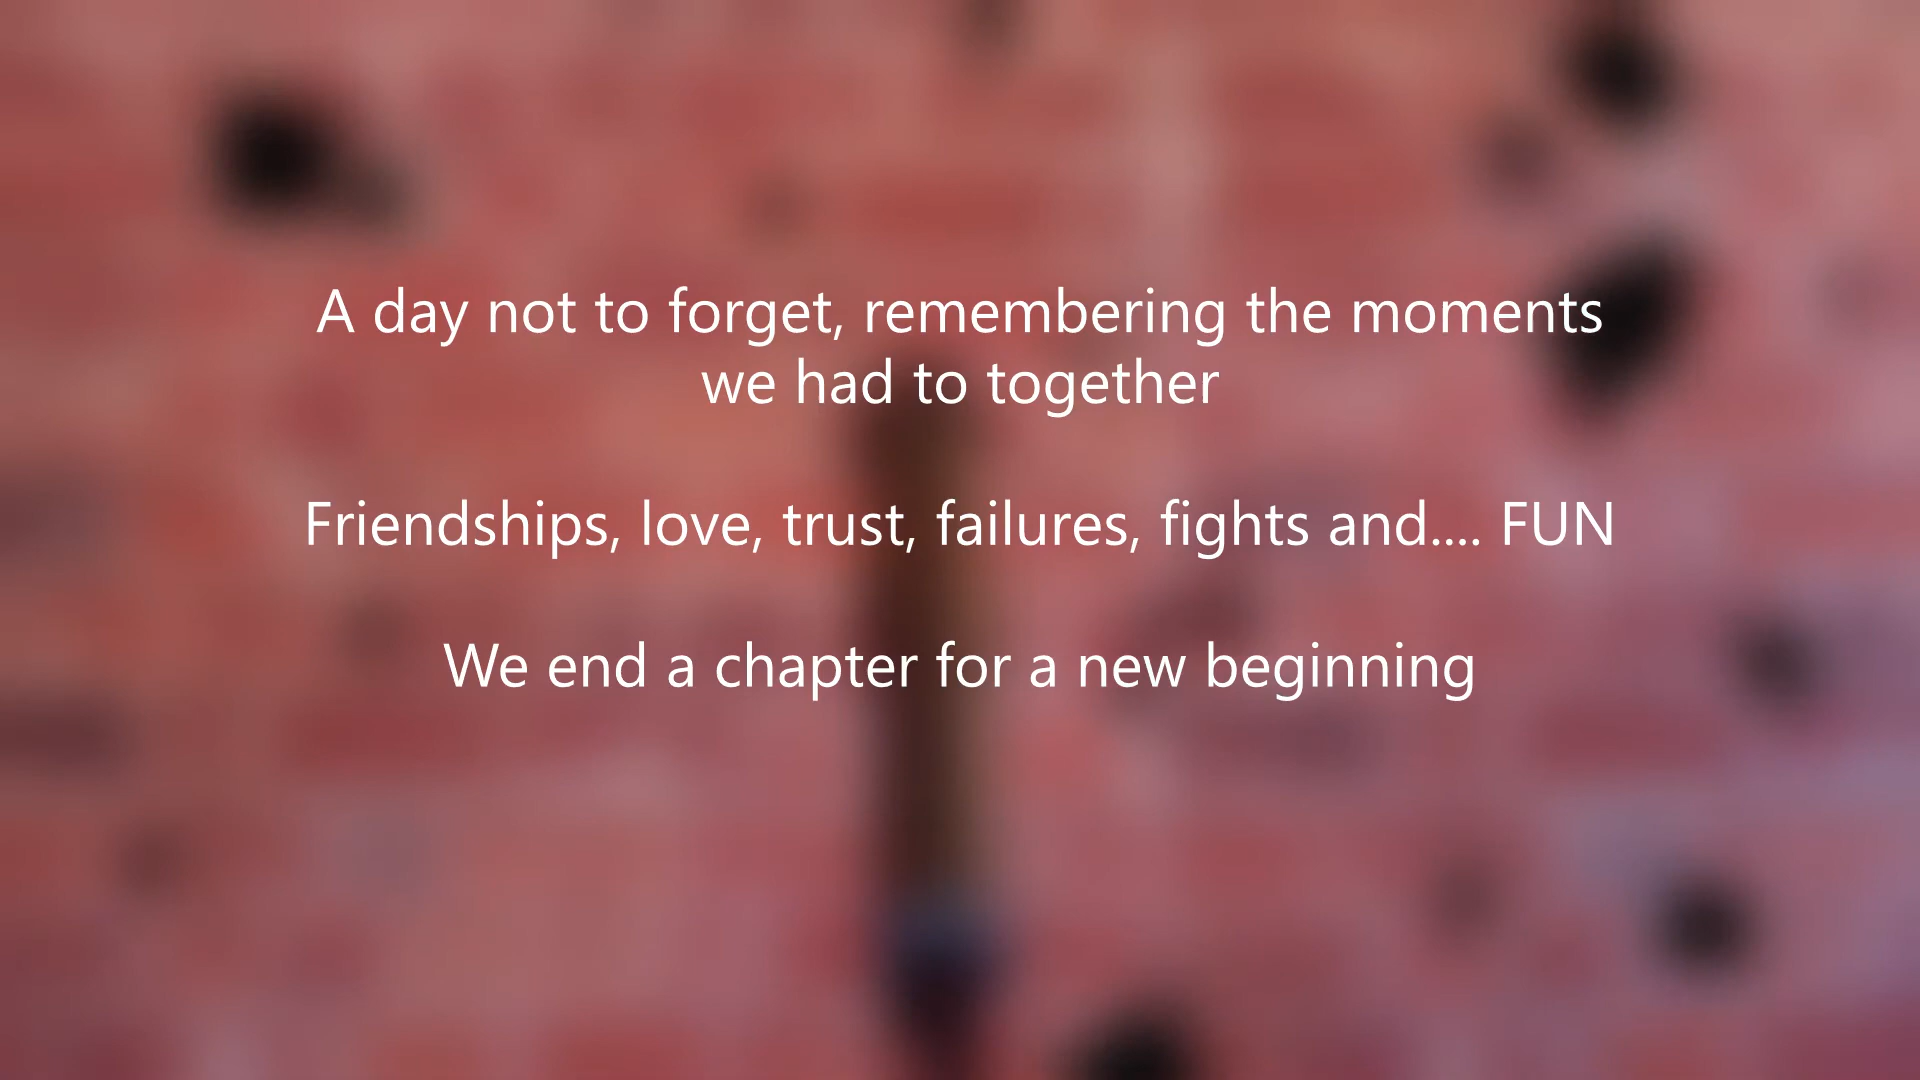 A day not to forget, remembering the moments
we had to together
Friendships, love, trust, failures, fights and.... FUN
We end a chapter for a new beginning